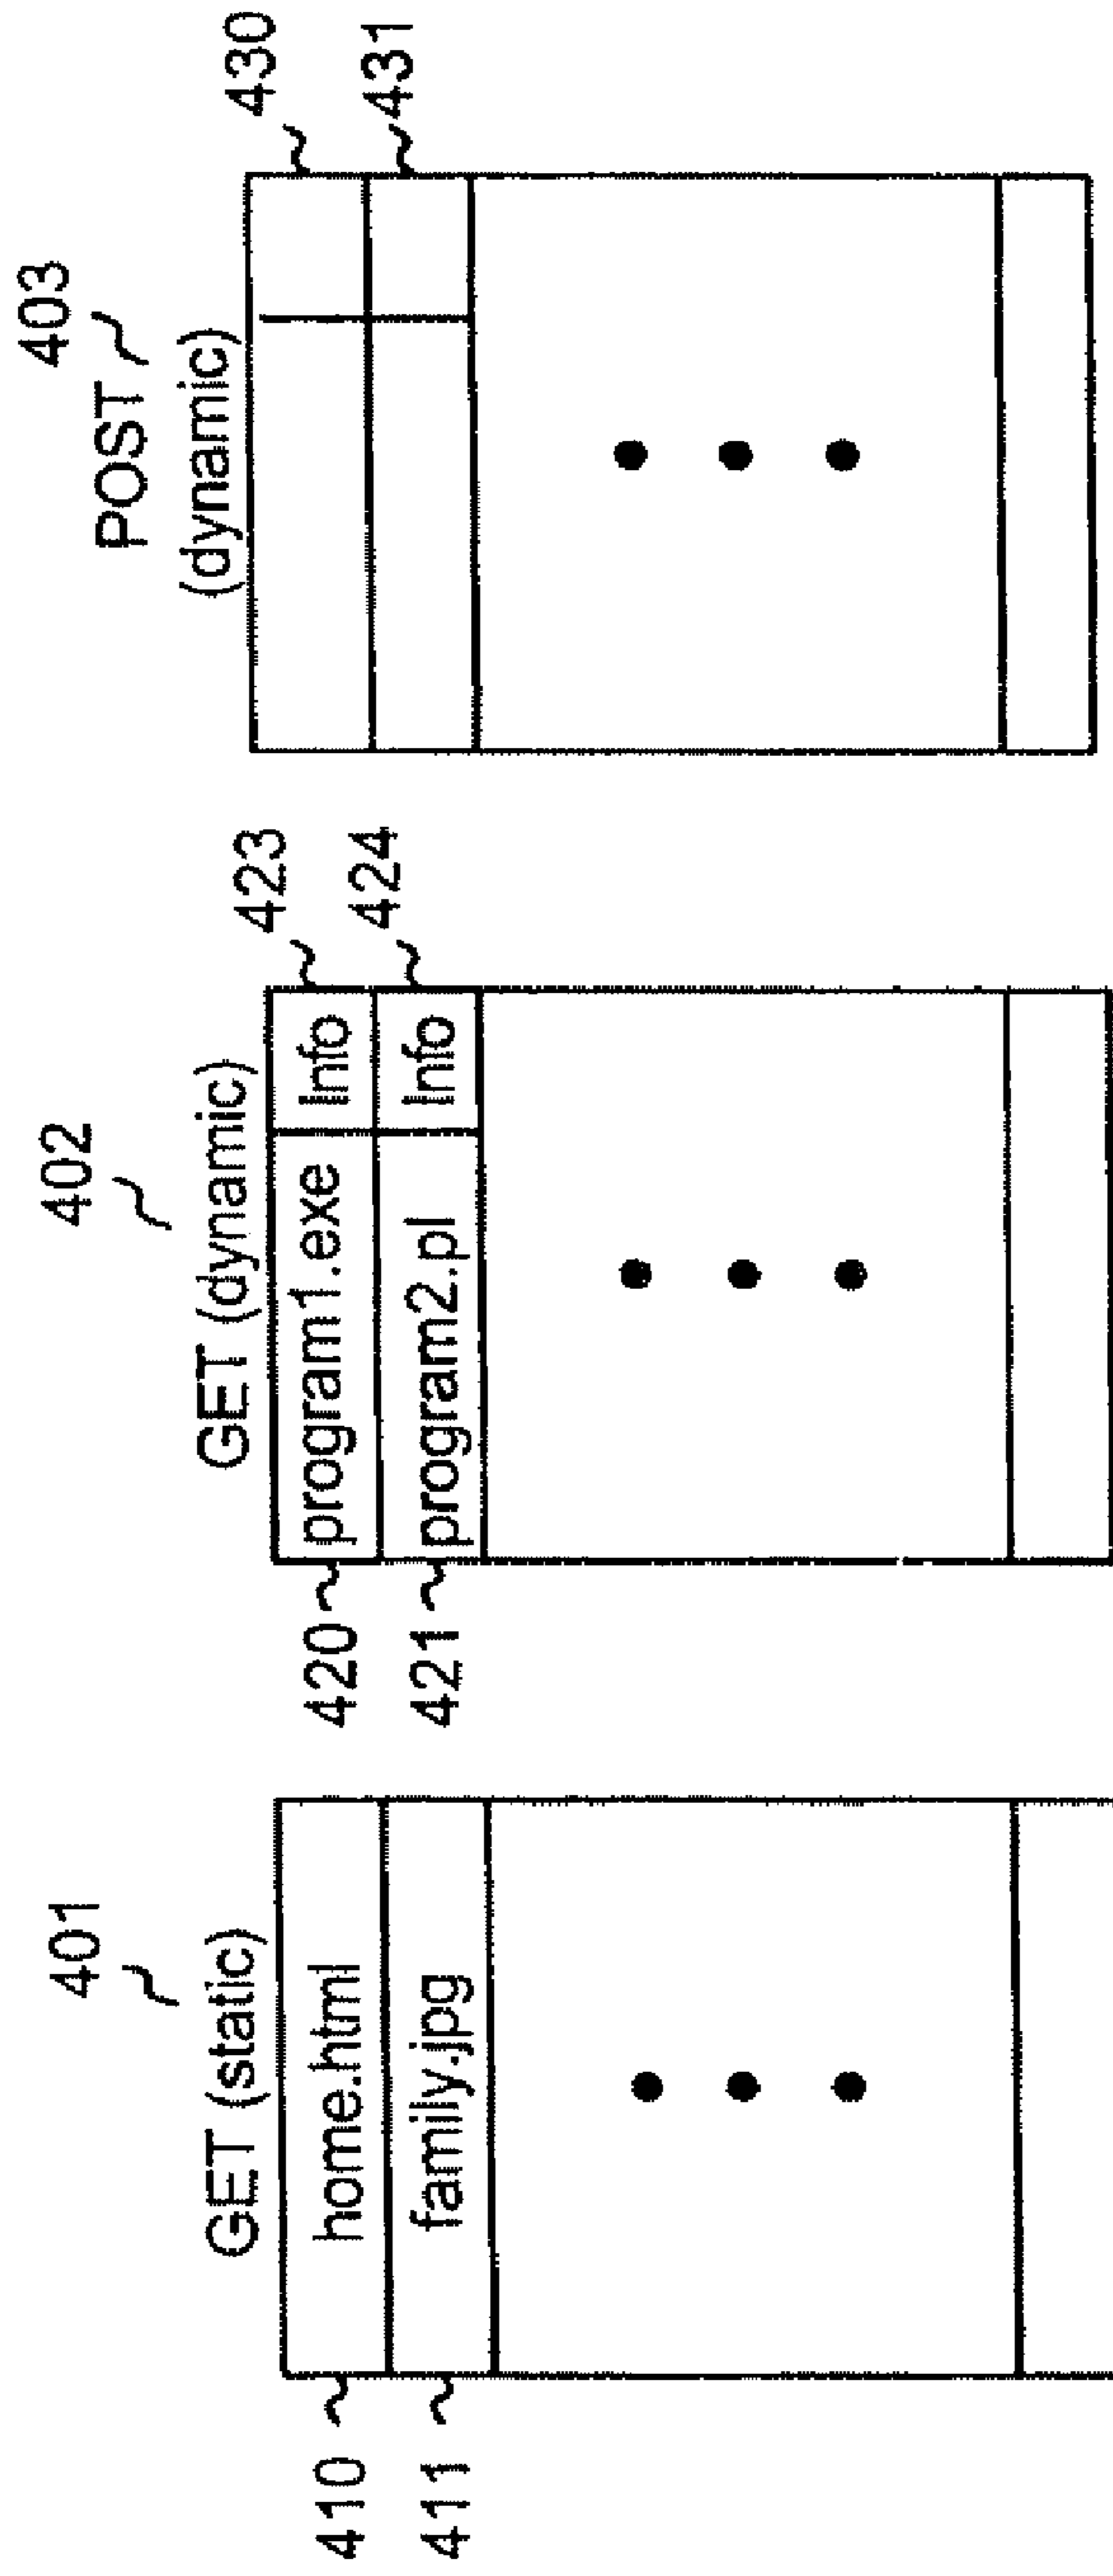 401
GET (static)
410 home.html
411 family.jpg
402
GET (dynamic)
420 program1.exe Info 423
421 program2.pl Info 424
403
POST
(dynamic)
430
431